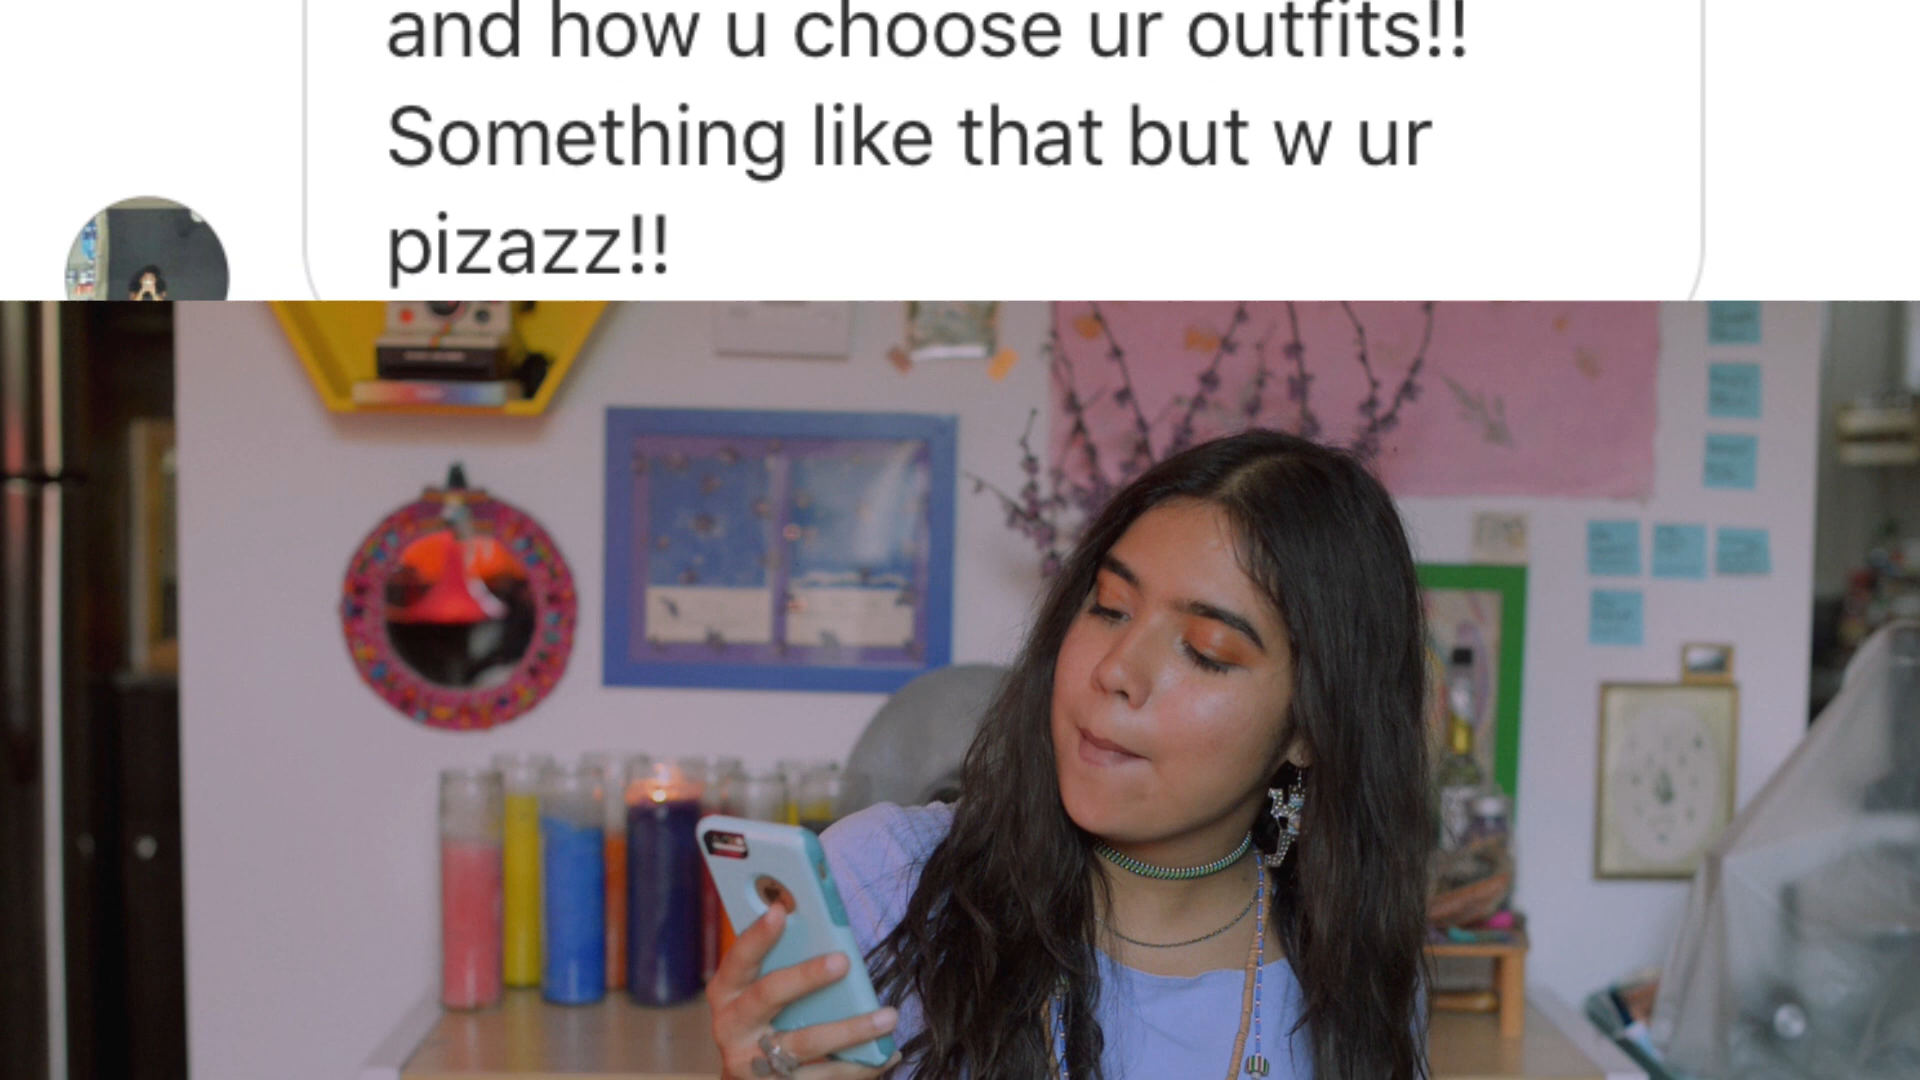 and how u choose ur outfits!!
Something like that but w ur
pizazz!!